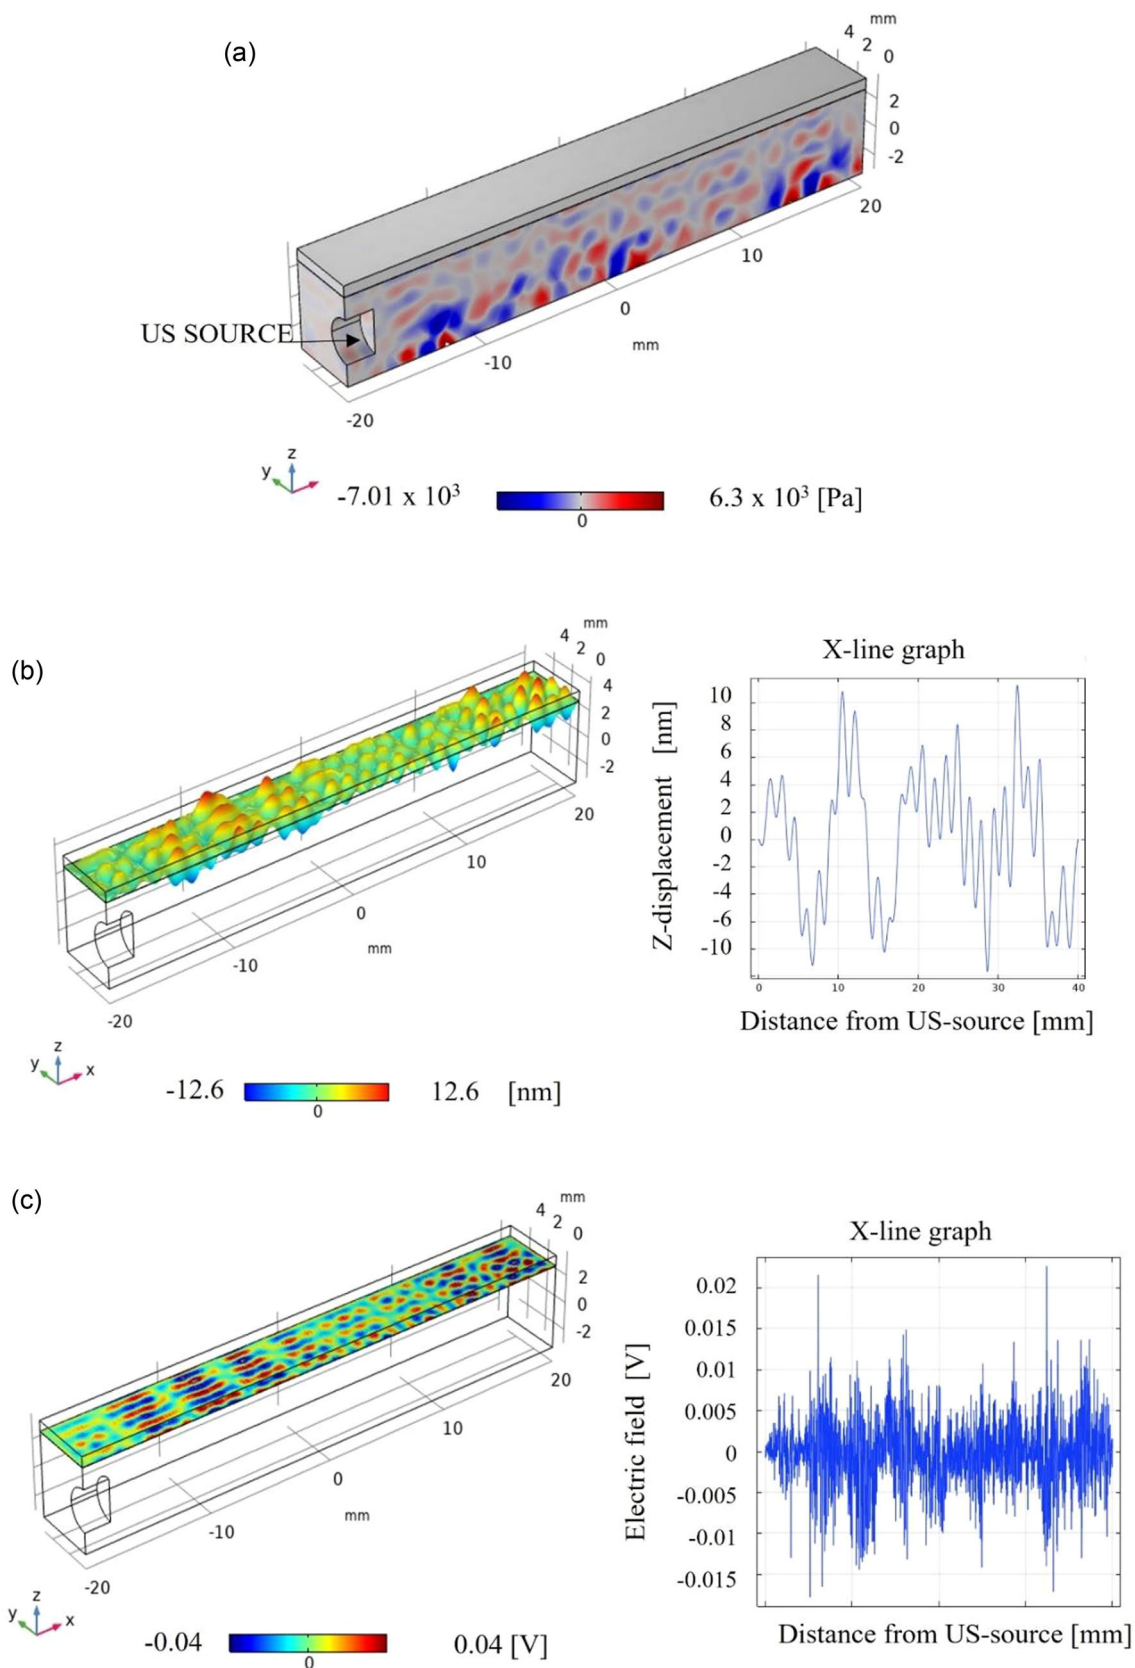 (a)
mm
4
2
0
2
0
-2
20
10
0
mm
-10
-20
US SOURCE
z
y
-7.01 x 10³
0
6.3 x 10³ [Pa]
(b)
mm
4
2
0
4
2
0
-2
20
10
0
mm
-10
-20
z
y
x
-12.6
0
12.6 [nm]
X-line graph
Z-displacement [nm]
10
8
6
4
2
0
-2
-4
-6
-10
0 10 20 30 40
Distance from US-source [mm]
(c)
mm
4
2
0
2
0
-2
20
10
0
mm
-10
-20
z
y
x
-0.04
0
0.04 [V]
X-line graph
Electric field [V]
0.02
0.015
0.01
0.005
0
-0.005
-0.01
-0.015
Distance from US-source [mm]